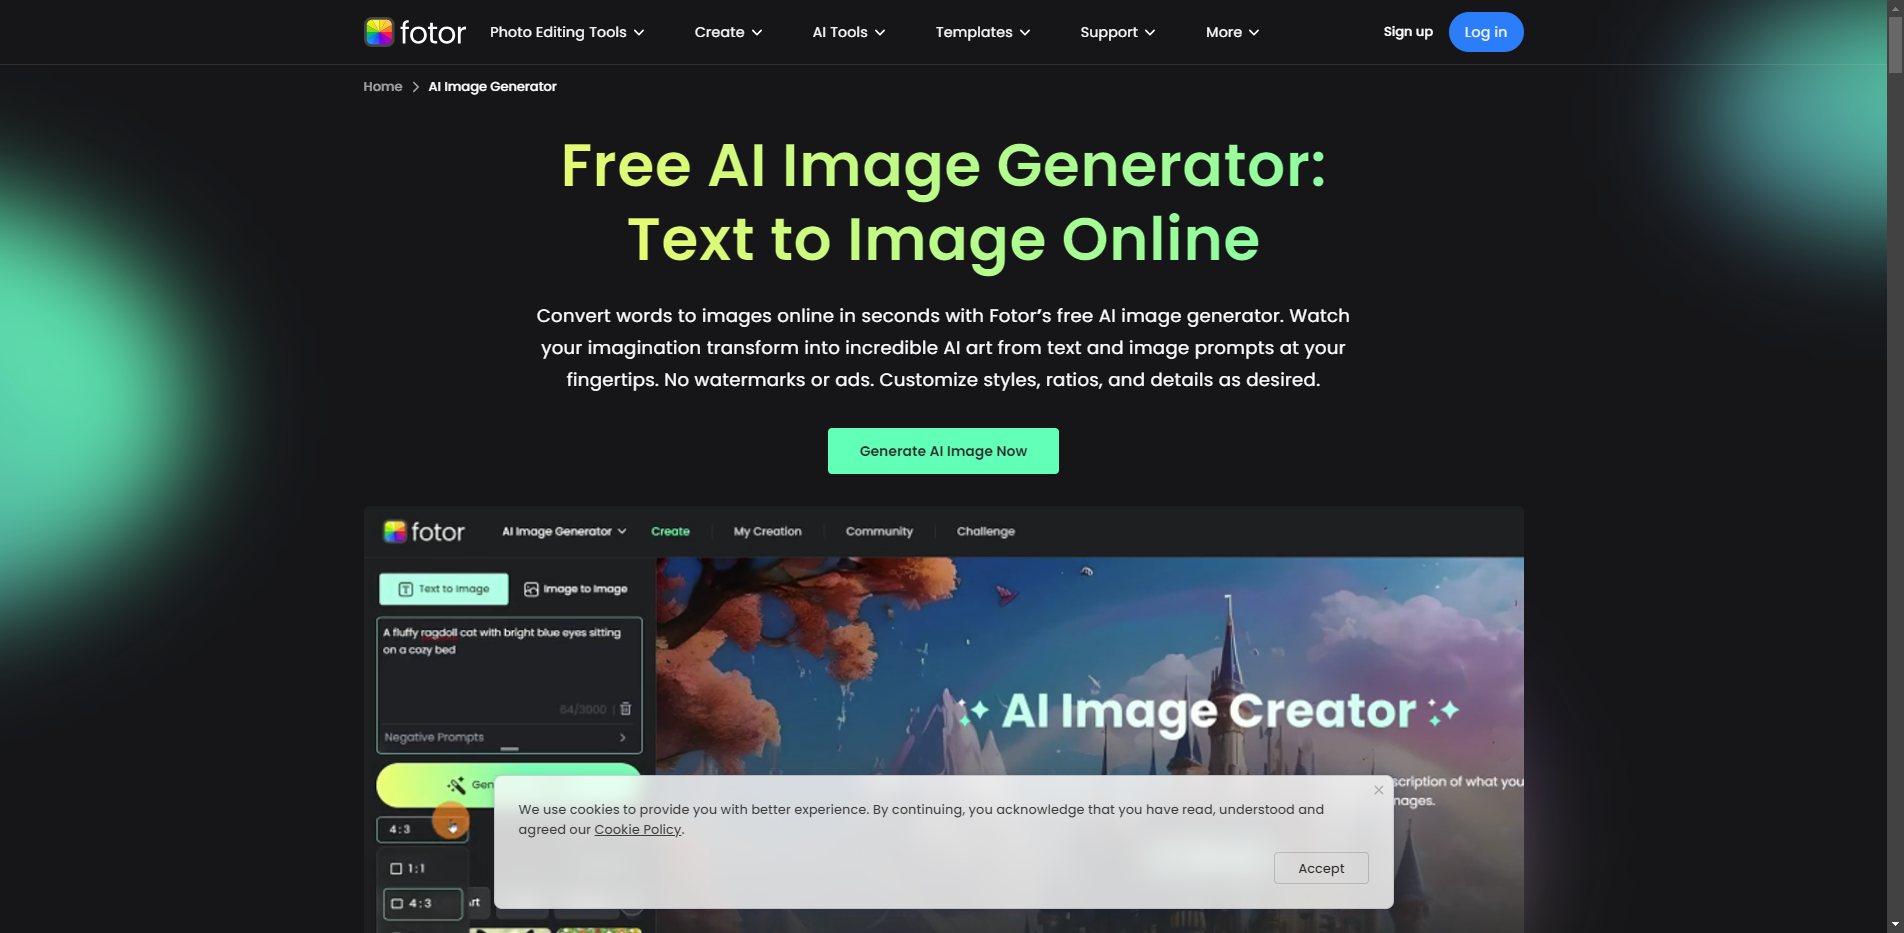 fotor
Photo Editing Tools
Create
AI Tools
Templates
Support
More
Sign up
Log in
Home
AI Image Generator
Free AI Image Generator:
Text to Image Online
Convert words to images online in seconds with Fotor's free AI image generator. Watch
your imagination transform into incredible AI art from text and image prompts at your
fingertips. No watermarks or ads. Customize styles, ratios, and details as desired.
Generate AI Image Now
fotor
AI Image Generator
Create
My Creation
Community
Challenge
Text to Image
Image to Image
A fluffy ragdoll cat with bright blue eyes sitting
on a cozy bed
64/3000
Negative Prompts
AI Image Creator
Gen
scription of what you
nages.
4:3
1:1
4:3
rt
We use cookies to provide you with better experience. By continuing, you acknowledge that you have read, understood and
agreed our Cookie Policy.
Accept